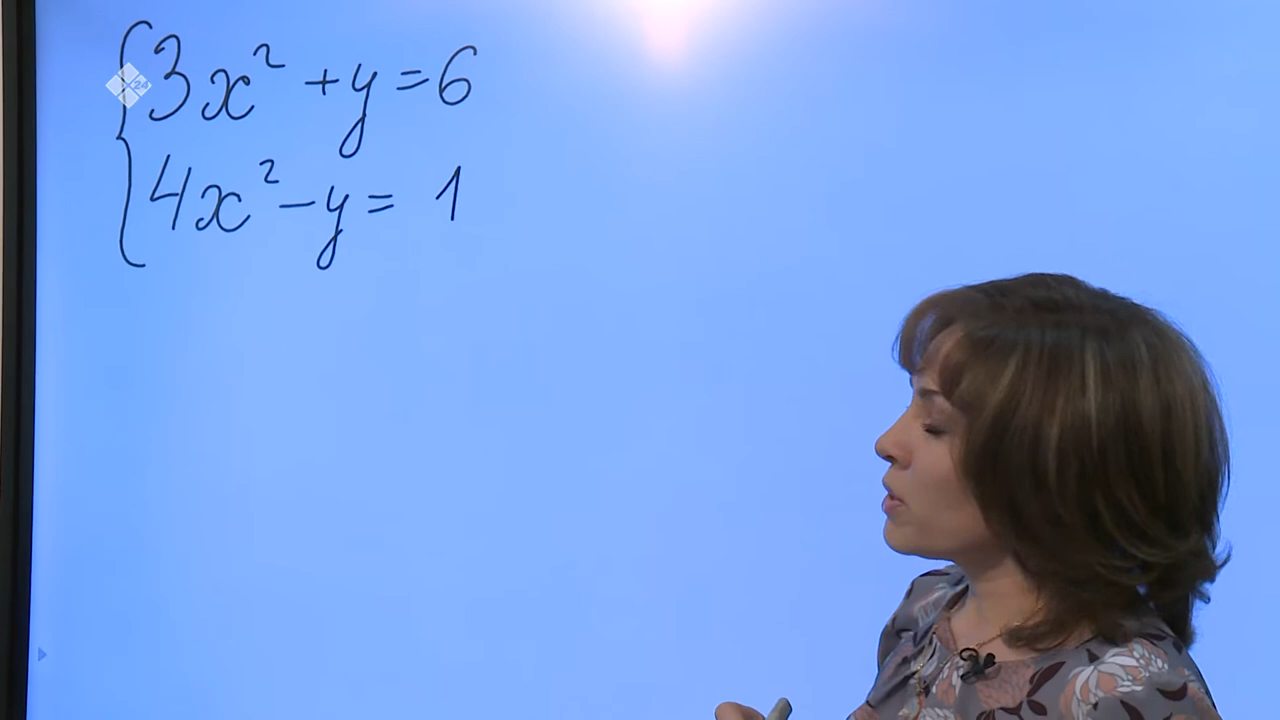 3x² + y = 6
4x² - y = 1